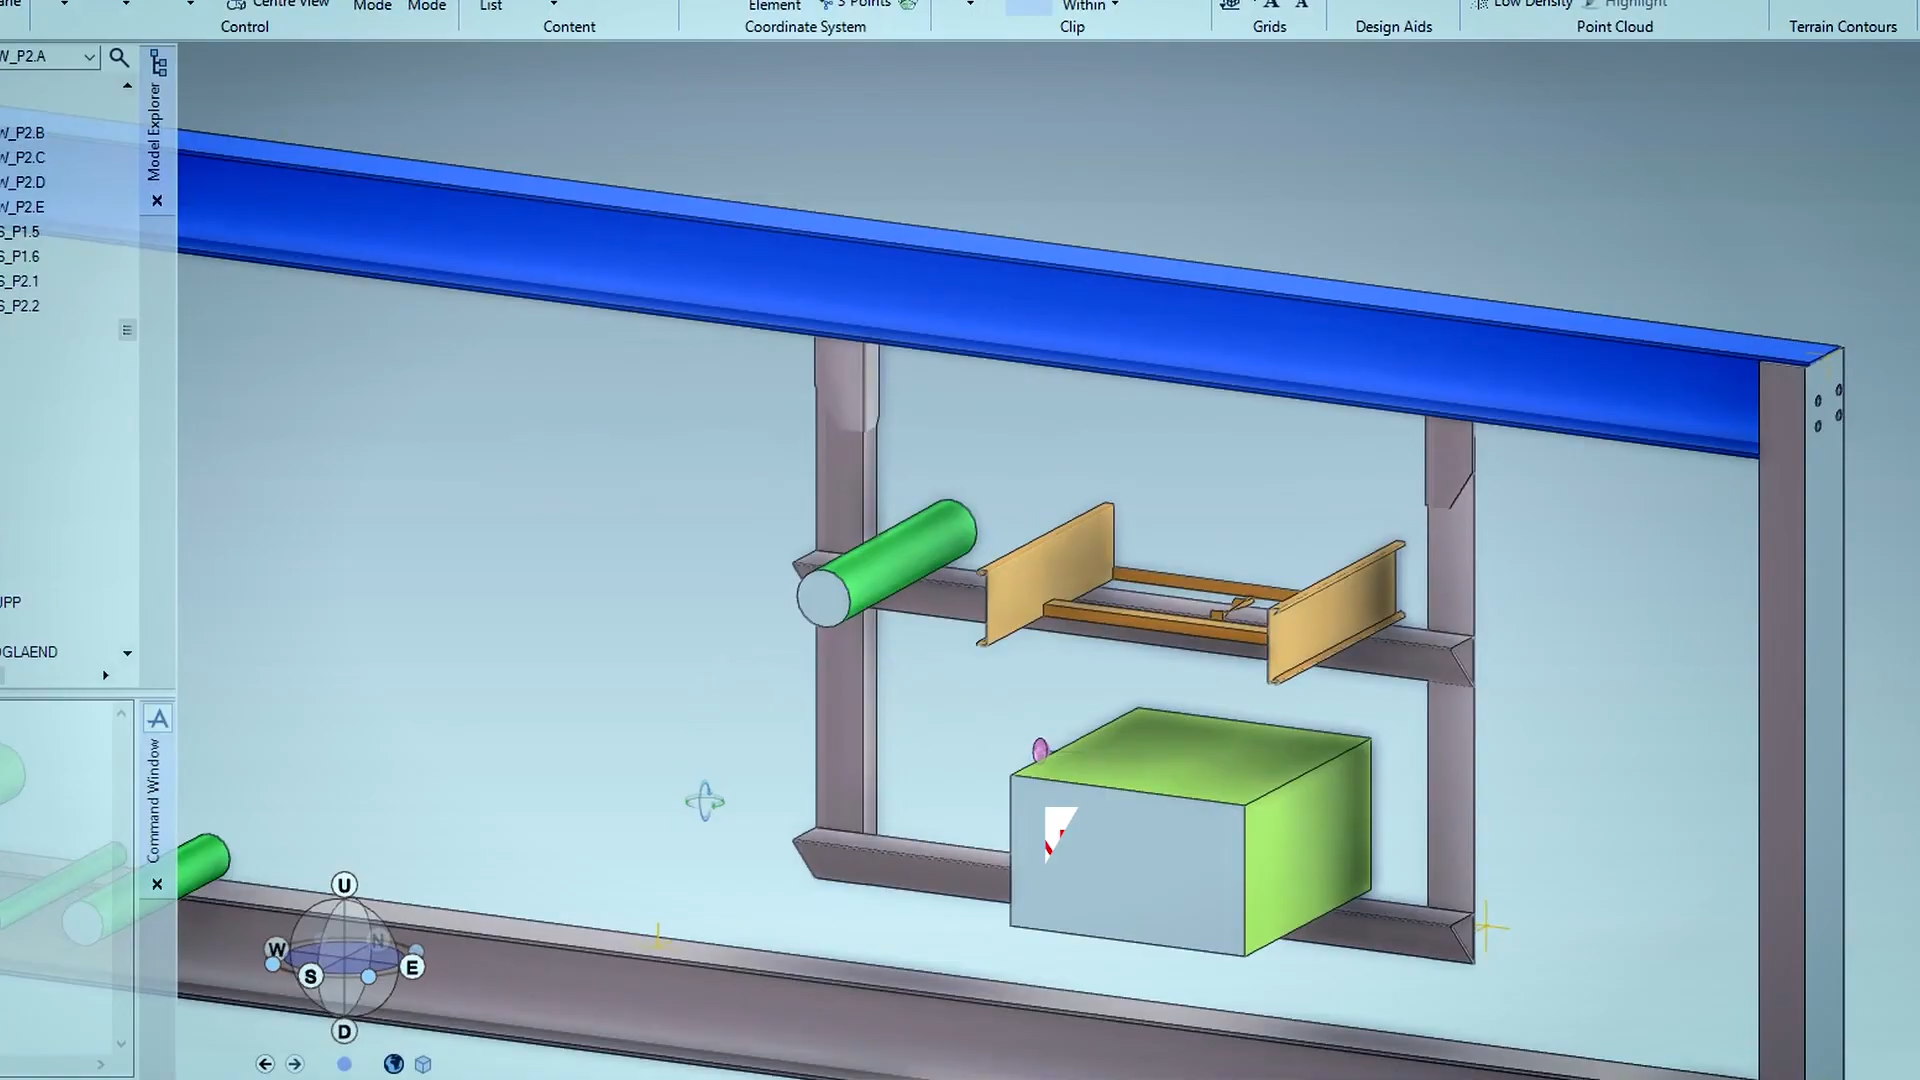 Centre View
Mode
Mode
List
Element
3 Points
Within
Low Density
Highlight
Control
Content
Coordinate System
Clip
Grids
Design Aids
Point Cloud
Terrain Contours
W_P2.A
Model Explorer
W_P2.B
W_P2.C
W_P2.D
W_P2.E
S_P1.5
S_P1.6
S_P2.1
S_P2.2
UPP
OGLAEND
Command Window
U
W
N
S
E
D